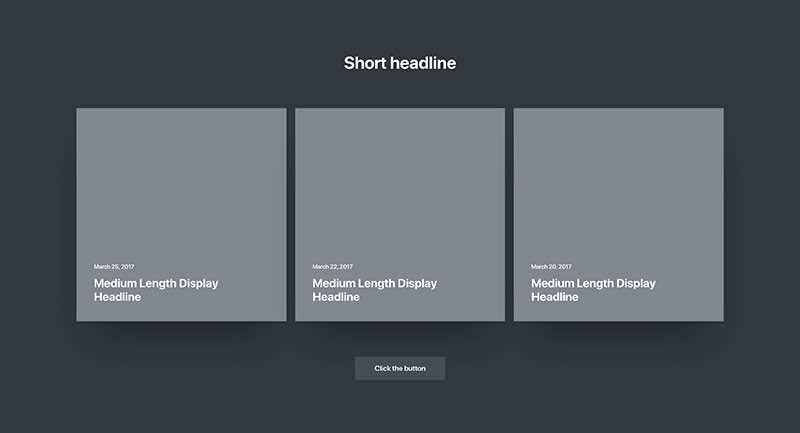 Short headline
March 25, 2017
Medium Length Display
Headline
March 22, 2017
Medium Length Display
Headline
March 20, 2017
Medium Length Display
Headline
Click the button